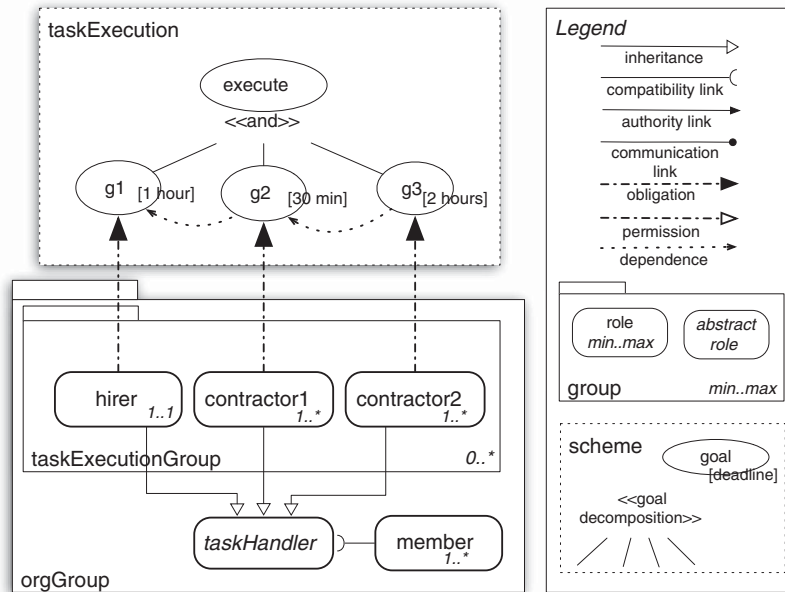 taskExecution
execute
<<and>>
g1
[1 hour]
g2
[30 min]
g3
[2 hours]
hirer
1..1
contractor1
1..*
contractor2
1..*
taskExecutionGroup
0..*
taskHandler
member
1..*
orgGroup
Legend
inheritance
compatibility link
authority link
communication
link
obligation
permission
dependence
role
min..max
abstract
role
group
min..max
scheme
goal
[deadline]
<<goal
decomposition>>